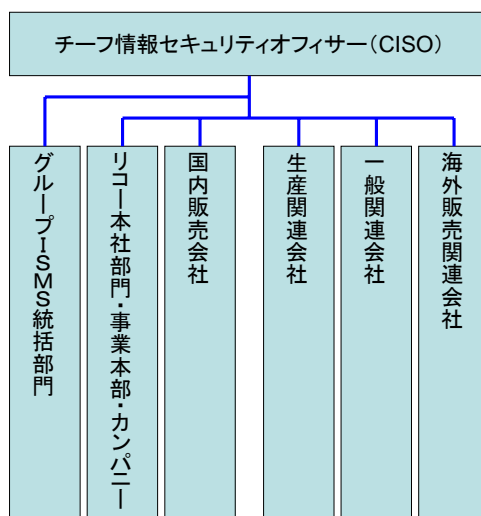 チーフ情報セキュリティオフィサー(CISO)
グループISMS統括部門
リコー本社部門・事業本部・カンパニー
国内販売会社
生産関連会社
一般関連会社
海外販売関連会社